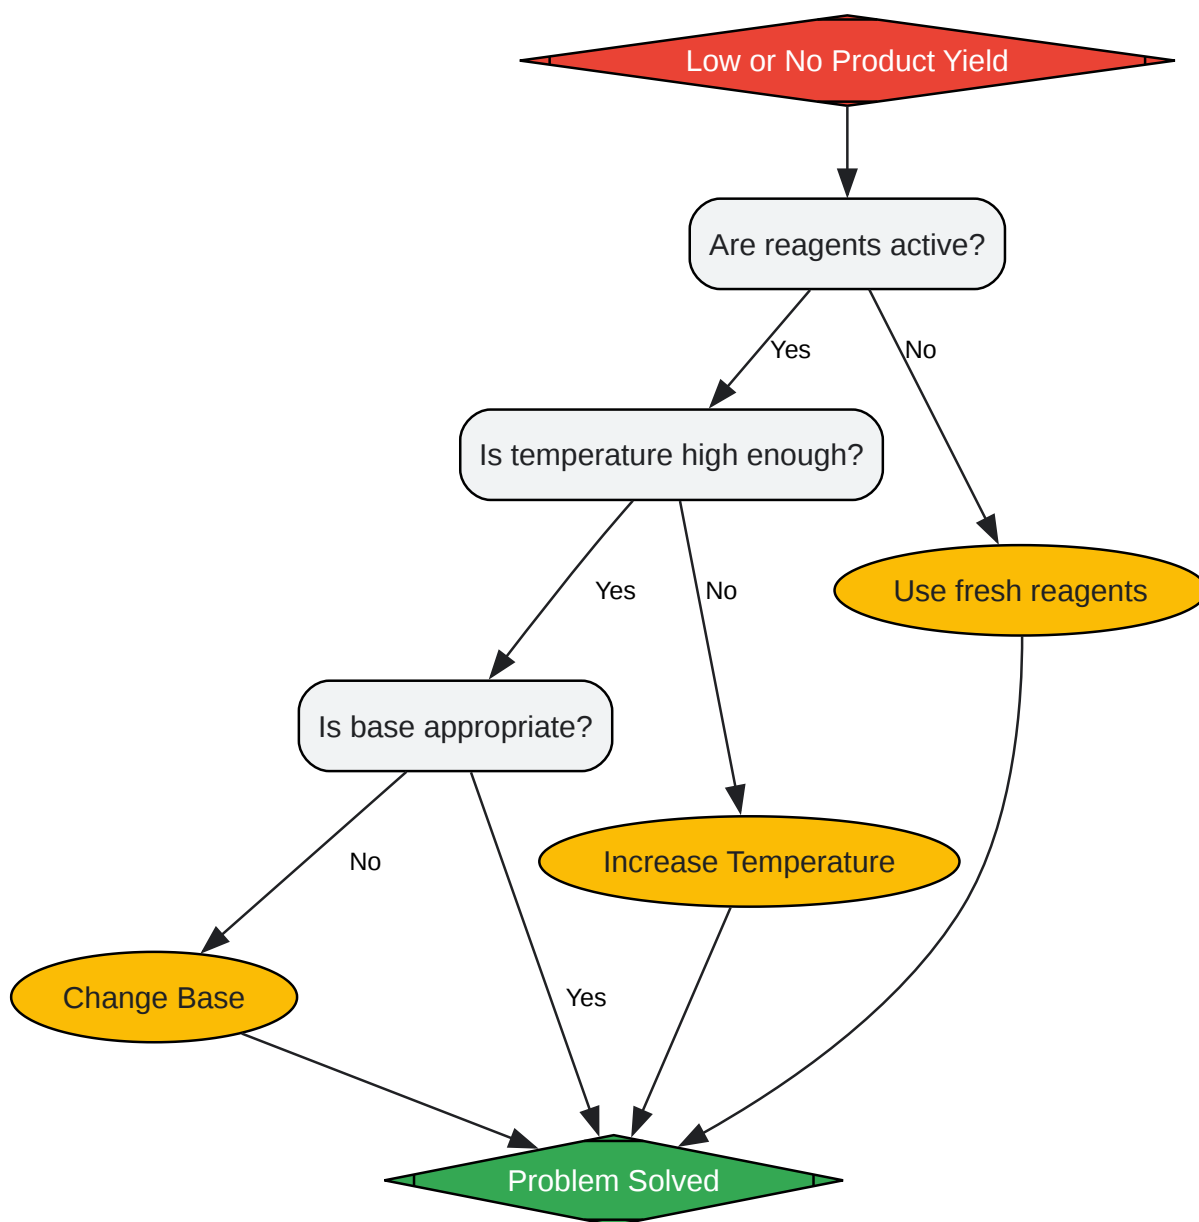 Low or No Product Yield
Are reagents active?
Yes
No
Is temperature high enough?
Yes
No
Use fresh reagents
Is base appropriate?
No
Increase Temperature
Change Base
Yes
Problem Solved